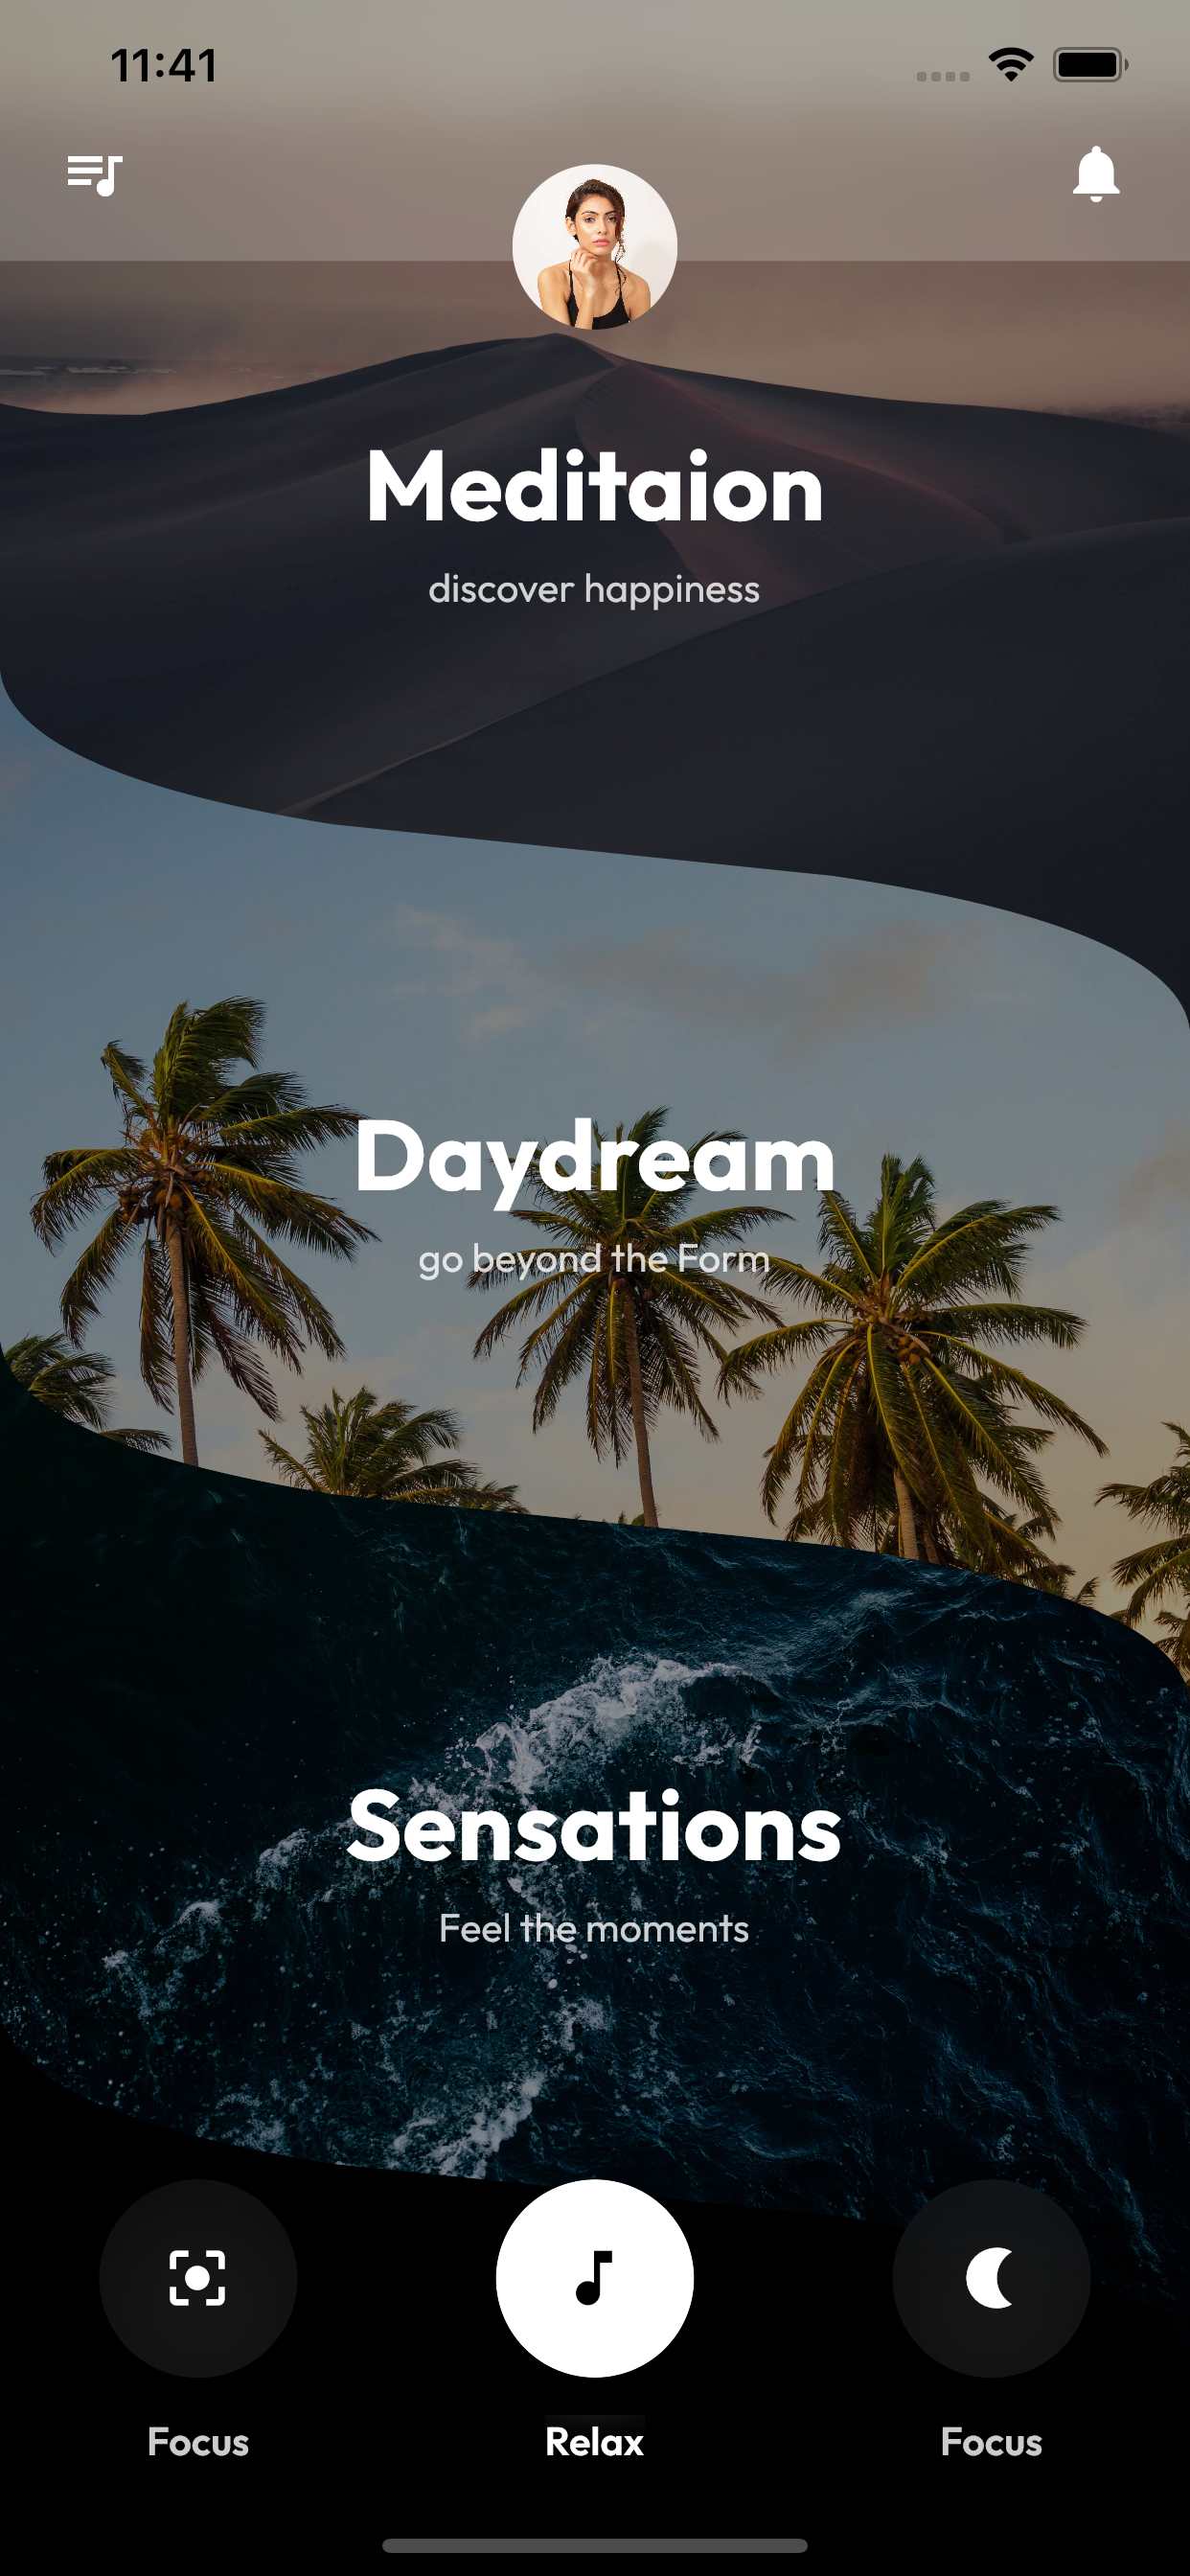 11:41
Meditaion
discover happiness
Daydream
go beyond the Form
Sensations
Feel the moments
Focus
Relax
Focus